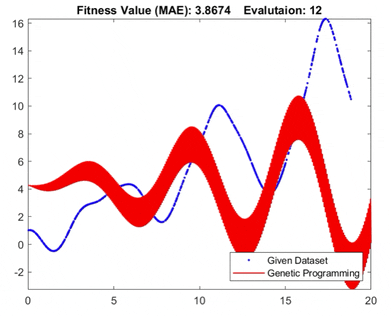 Fitness Value (MAE): 3.8674    Evalutaion: 12
16
14
12
10
8
6
4
2
0
-2
0 5 10 15 20
Given Dataset
Genetic Programming